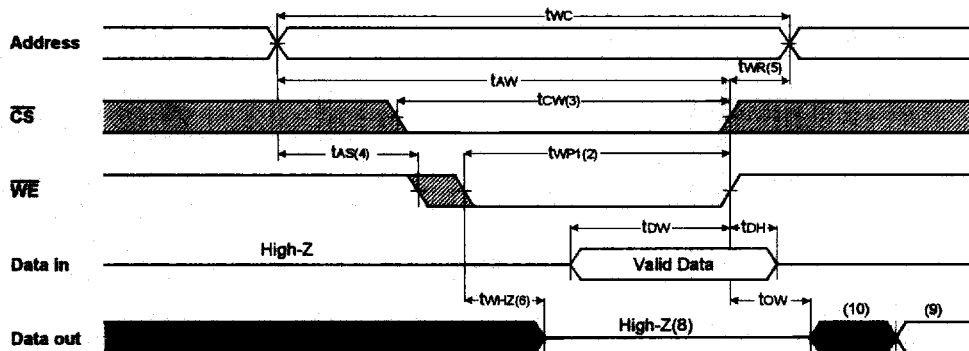 tWC
Address
tAW
tWR(5)
CS
tCW(3)
tAS(4)
tWP1(2)
WE
tDW
tDH
High-Z
Data in
Valid Data
tWHZ(6)
tOW
High-Z(8)
(10)
(9)
Data out